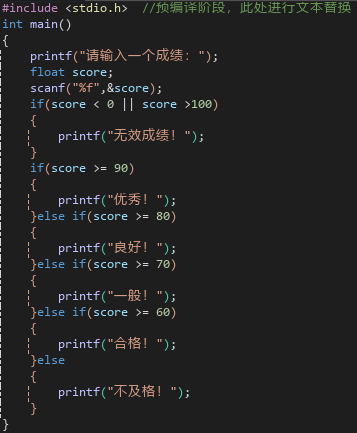 #include <stdio.h>  //预编译阶段，此处进行文本替换
int main()
{
    printf("请输入一个成绩：");
    float score;
    scanf("%f",&score);
    if(score < 0 || score >100)
    {
        printf("无效成绩！");
    }
    if(score >= 90)
    {
        printf("优秀！");
    }else if(score >= 80)
    {
        printf("良好！");
    }else if(score >= 70)
    {
        printf("一般！");
    }else if(score >= 60)
    {
        printf("合格！");
    }else
    {
        printf("不及格！");
    }
}